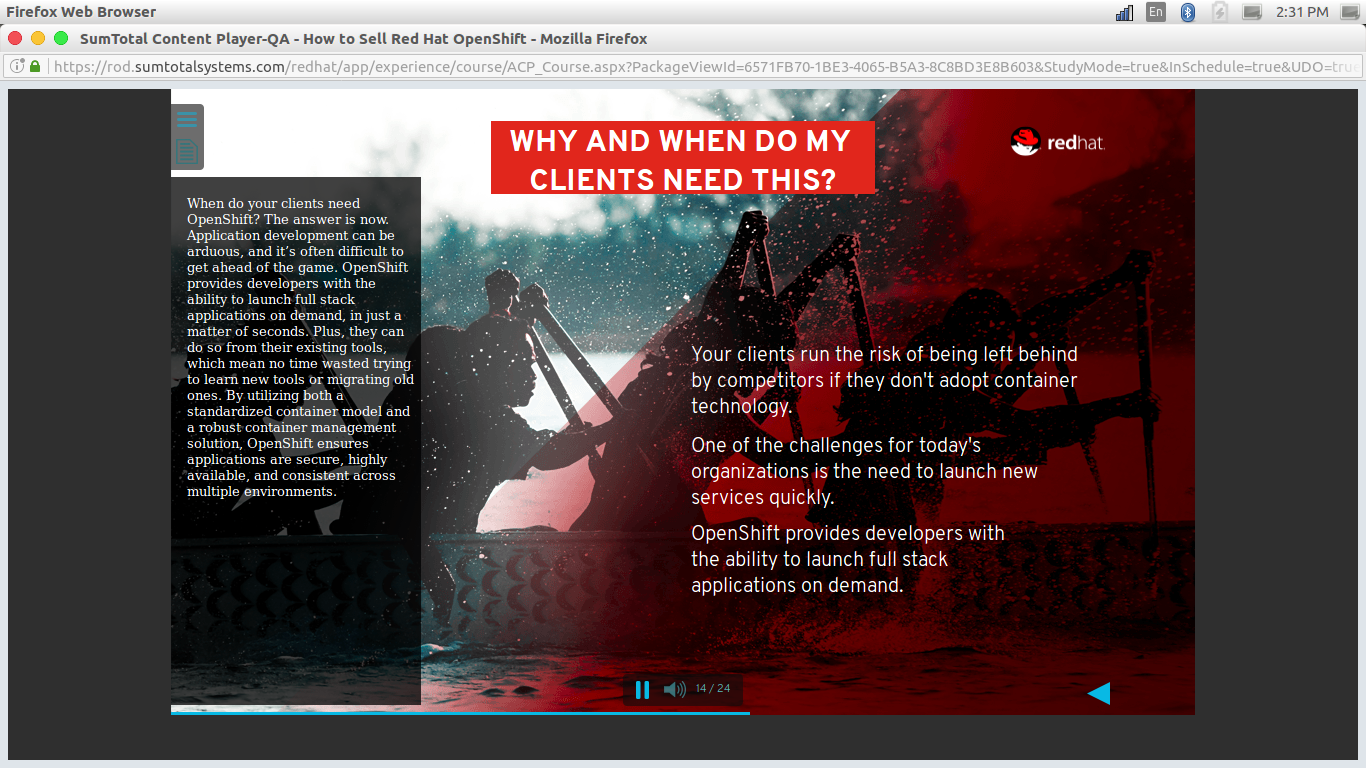 Firefox Web Browser
En
2:31 PM
SumTotal Content Player-QA - How to Sell Red Hat OpenShift - Mozilla Firefox
https://rod.sumtotalsystems.com/redhat/app/experience/course/ACP_Course.aspx?PackageViewId=6571FB70-1BE3-4065-B5A3-8C8BD3E8B603&StudyMode=true&InSchedule=true&UDO=true
WHY AND WHEN DO MY
CLIENTS NEED THIS?
redhat.
When do your clients need
OpenShift? The answer is now.
Application development can be
arduous, and it’s often difficult to
get ahead of the game. OpenShift
provides developers with the
ability to launch full stack
applications on demand, in just a
matter of seconds. Plus, they can
do so from their existing tools,
which mean no time wasted trying
to learn new tools or migrating old
ones. By utilizing both a
standardized container model and
a robust container management
solution, OpenShift ensures
applications are secure, highly
available, and consistent across
multiple environments.
Your clients run the risk of being left behind
by competitors if they don't adopt container
technology.
One of the challenges for today's
organizations is the need to launch new
services quickly.
OpenShift provides developers with
the ability to launch full stack
applications on demand.
14 / 24